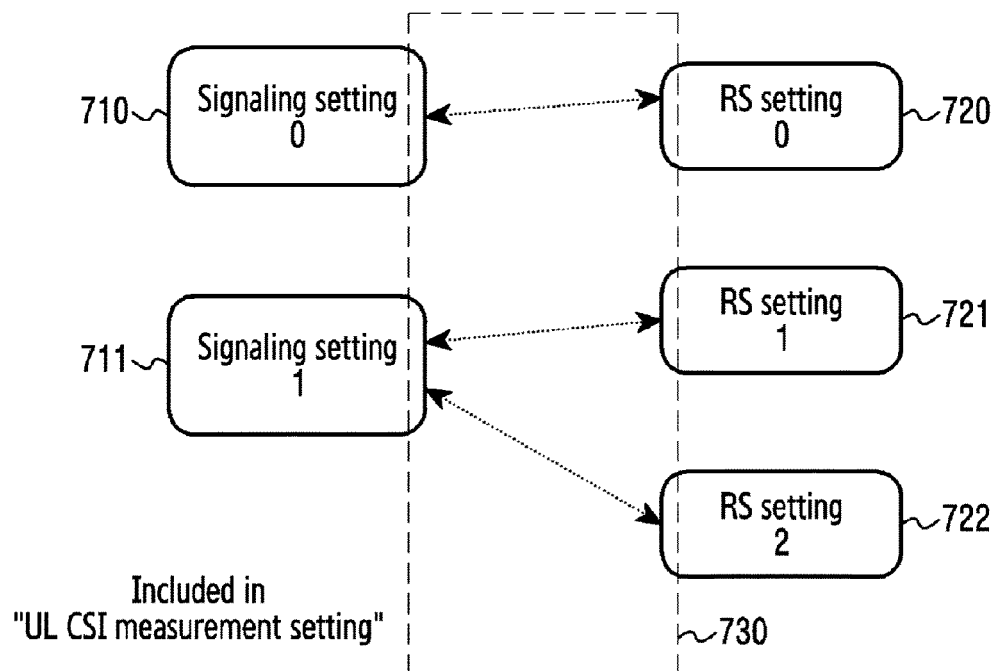 710
Signaling setting
0
RS setting
0
720
711
Signaling setting
1
RS setting
1
721
RS setting
2
722
Included in
"UL CSI measurement setting"
730